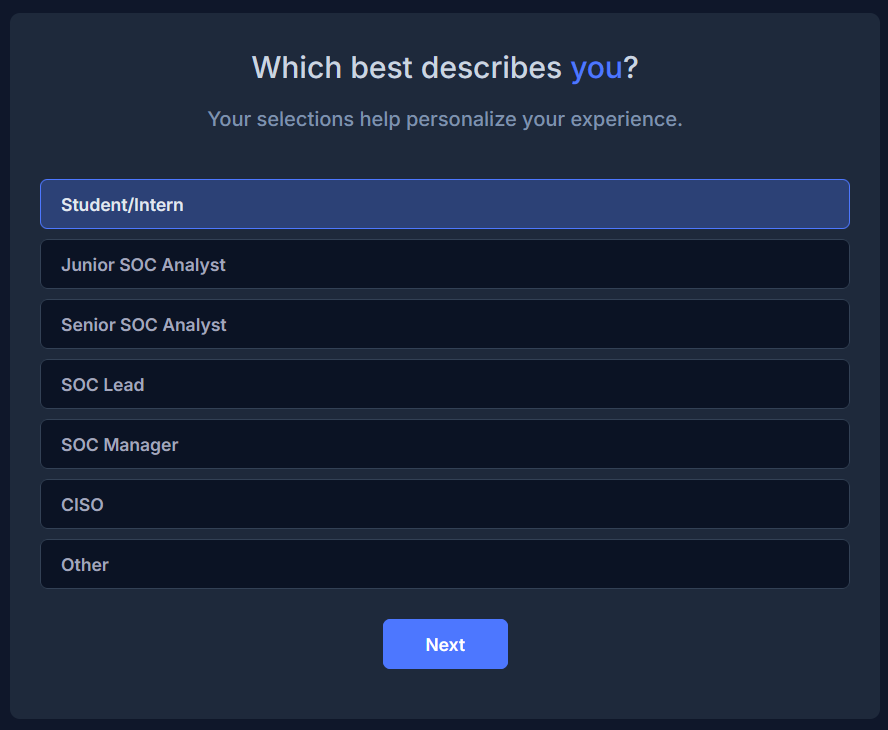 Which best describes you?
Your selections help personalize your experience.
Student/Intern
Junior SOC Analyst
Senior SOC Analyst
SOC Lead
SOC Manager
CISO
Other
Next